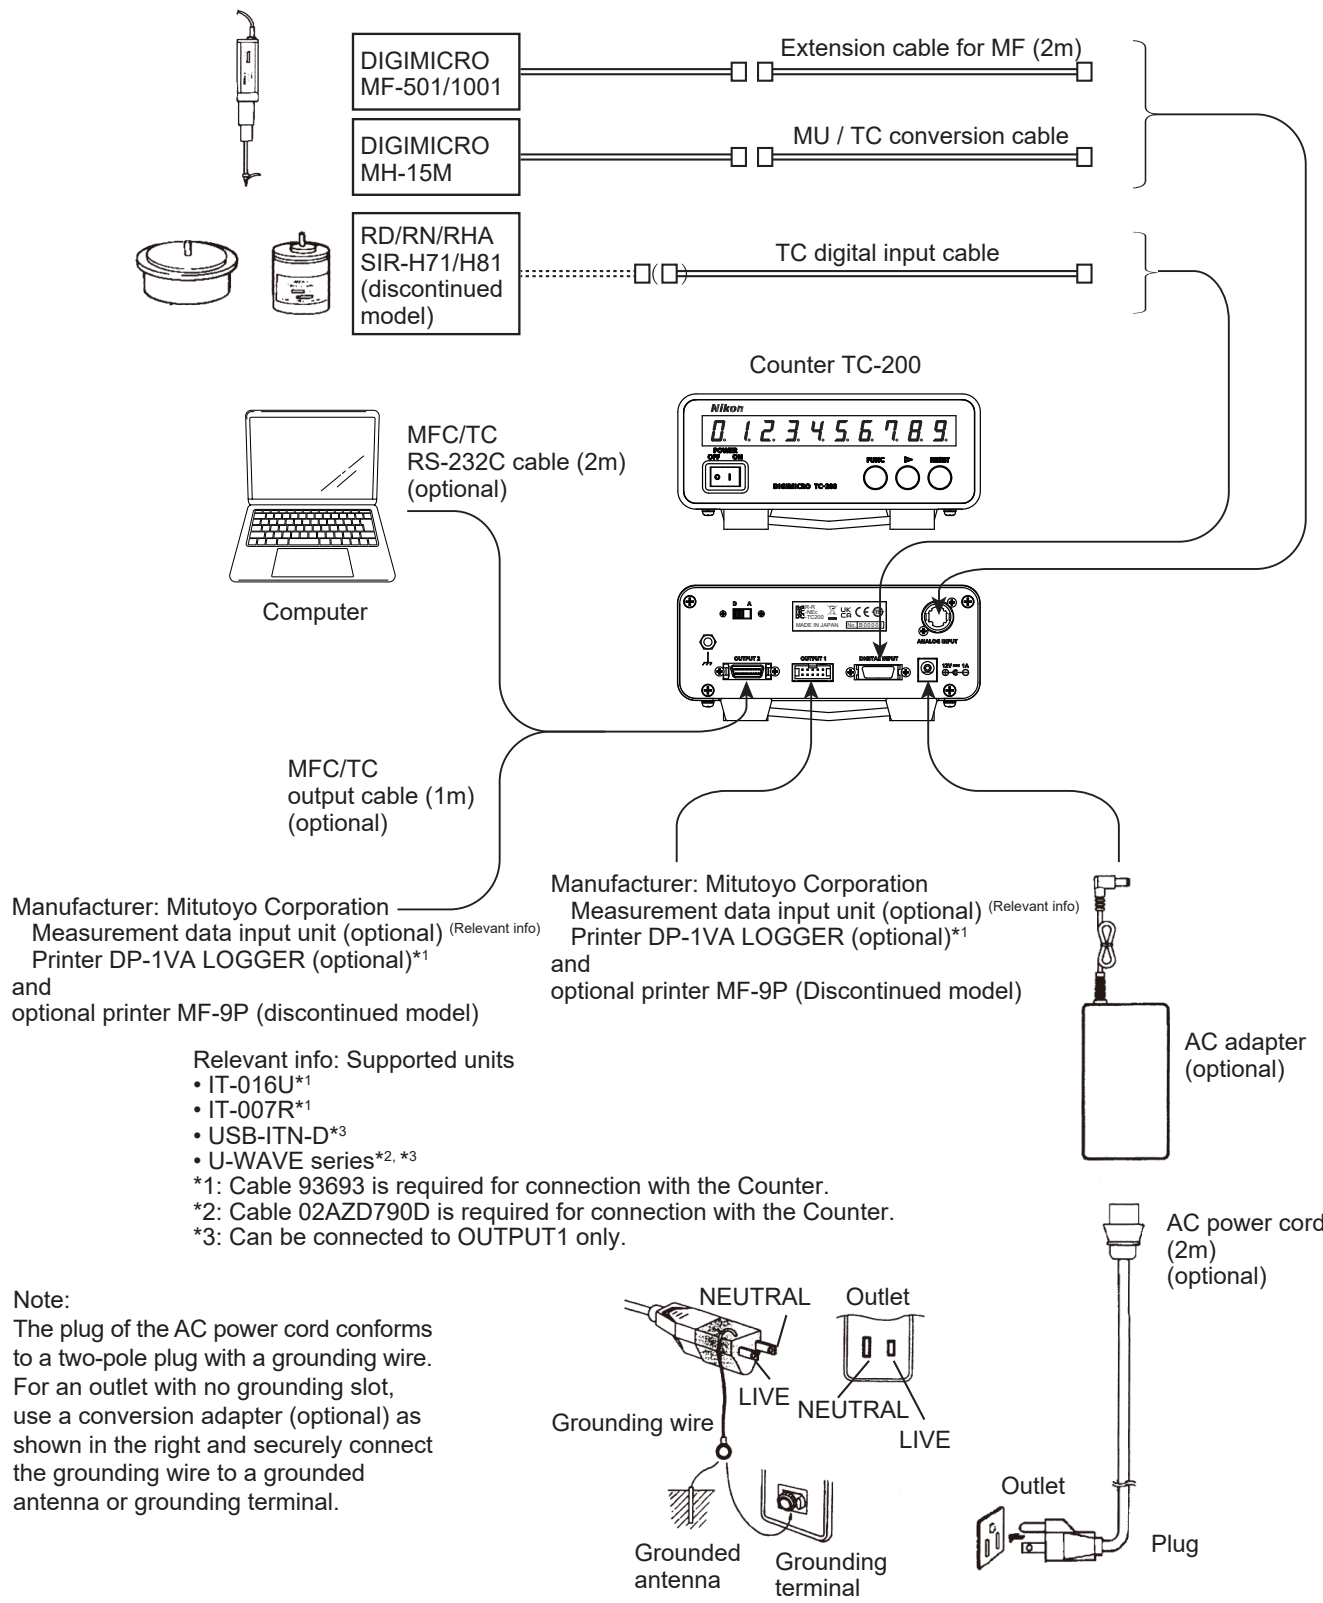 DIGIMICRO
MF-501/1001
Extension cable for MF (2m)
DIGIMICRO
MH-15M
MU / TC conversion cable
RD/RN/RHA
SIR-H71/H81
(discontinued
model)
TC digital input cable
Counter TC-200
Nikon
0. 1. 2. 3. 4. 5. 6. 7. 8. 9.
POWER
OFF ON
FUNC
RESET
DIGIMICRO TC-200
MFC/TC
RS-232C cable (2m)
(optional)
Computer
D A
UK
CA CE
MADE IN JAPAN
ANALOG INPUT
OUTPUT 2
OUTPUT 1
DIGITAL INPUT
12V 1A
MFC/TC
output cable (1m)
(optional)
Manufacturer: Mitutoyo Corporation
Measurement data input unit (optional) (Relevant info)
Printer DP-1VA LOGGER (optional)*1
and
optional printer MF-9P (discontinued model)
Manufacturer: Mitutoyo Corporation
Measurement data input unit (optional) (Relevant info)
Printer DP-1VA LOGGER (optional)*1
and
optional printer MF-9P (Discontinued model)
AC adapter
(optional)
Relevant info: Supported units
• IT-016U*1
• IT-007R*1
• USB-ITN-D*3
• U-WAVE series*2, *3
*1: Cable 93693 is required for connection with the Counter.
*2: Cable 02AZD790D is required for connection with the Counter.
*3: Can be connected to OUTPUT1 only.
AC power cord
(2m)
(optional)
Note:
The plug of the AC power cord conforms
to a two-pole plug with a grounding wire.
For an outlet with no grounding slot,
use a conversion adapter (optional) as
shown in the right and securely connect
the grounding wire to a grounded
antenna or grounding terminal.
NEUTRAL
Outlet
LIVE
NEUTRAL
LIVE
Grounding wire
Grounded
antenna
Grounding
terminal
Outlet
Plug